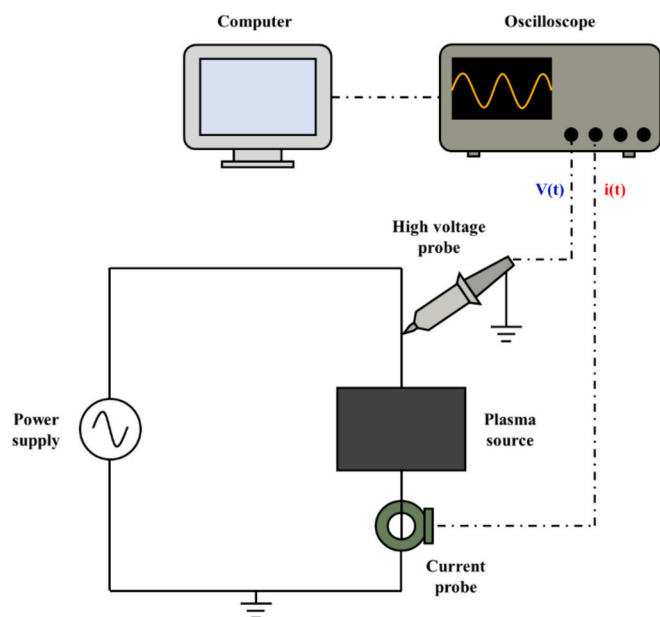 Computer
Oscilloscope
V(t)
i(t)
High voltage
probe
Power
supply
Plasma
source
Current
probe